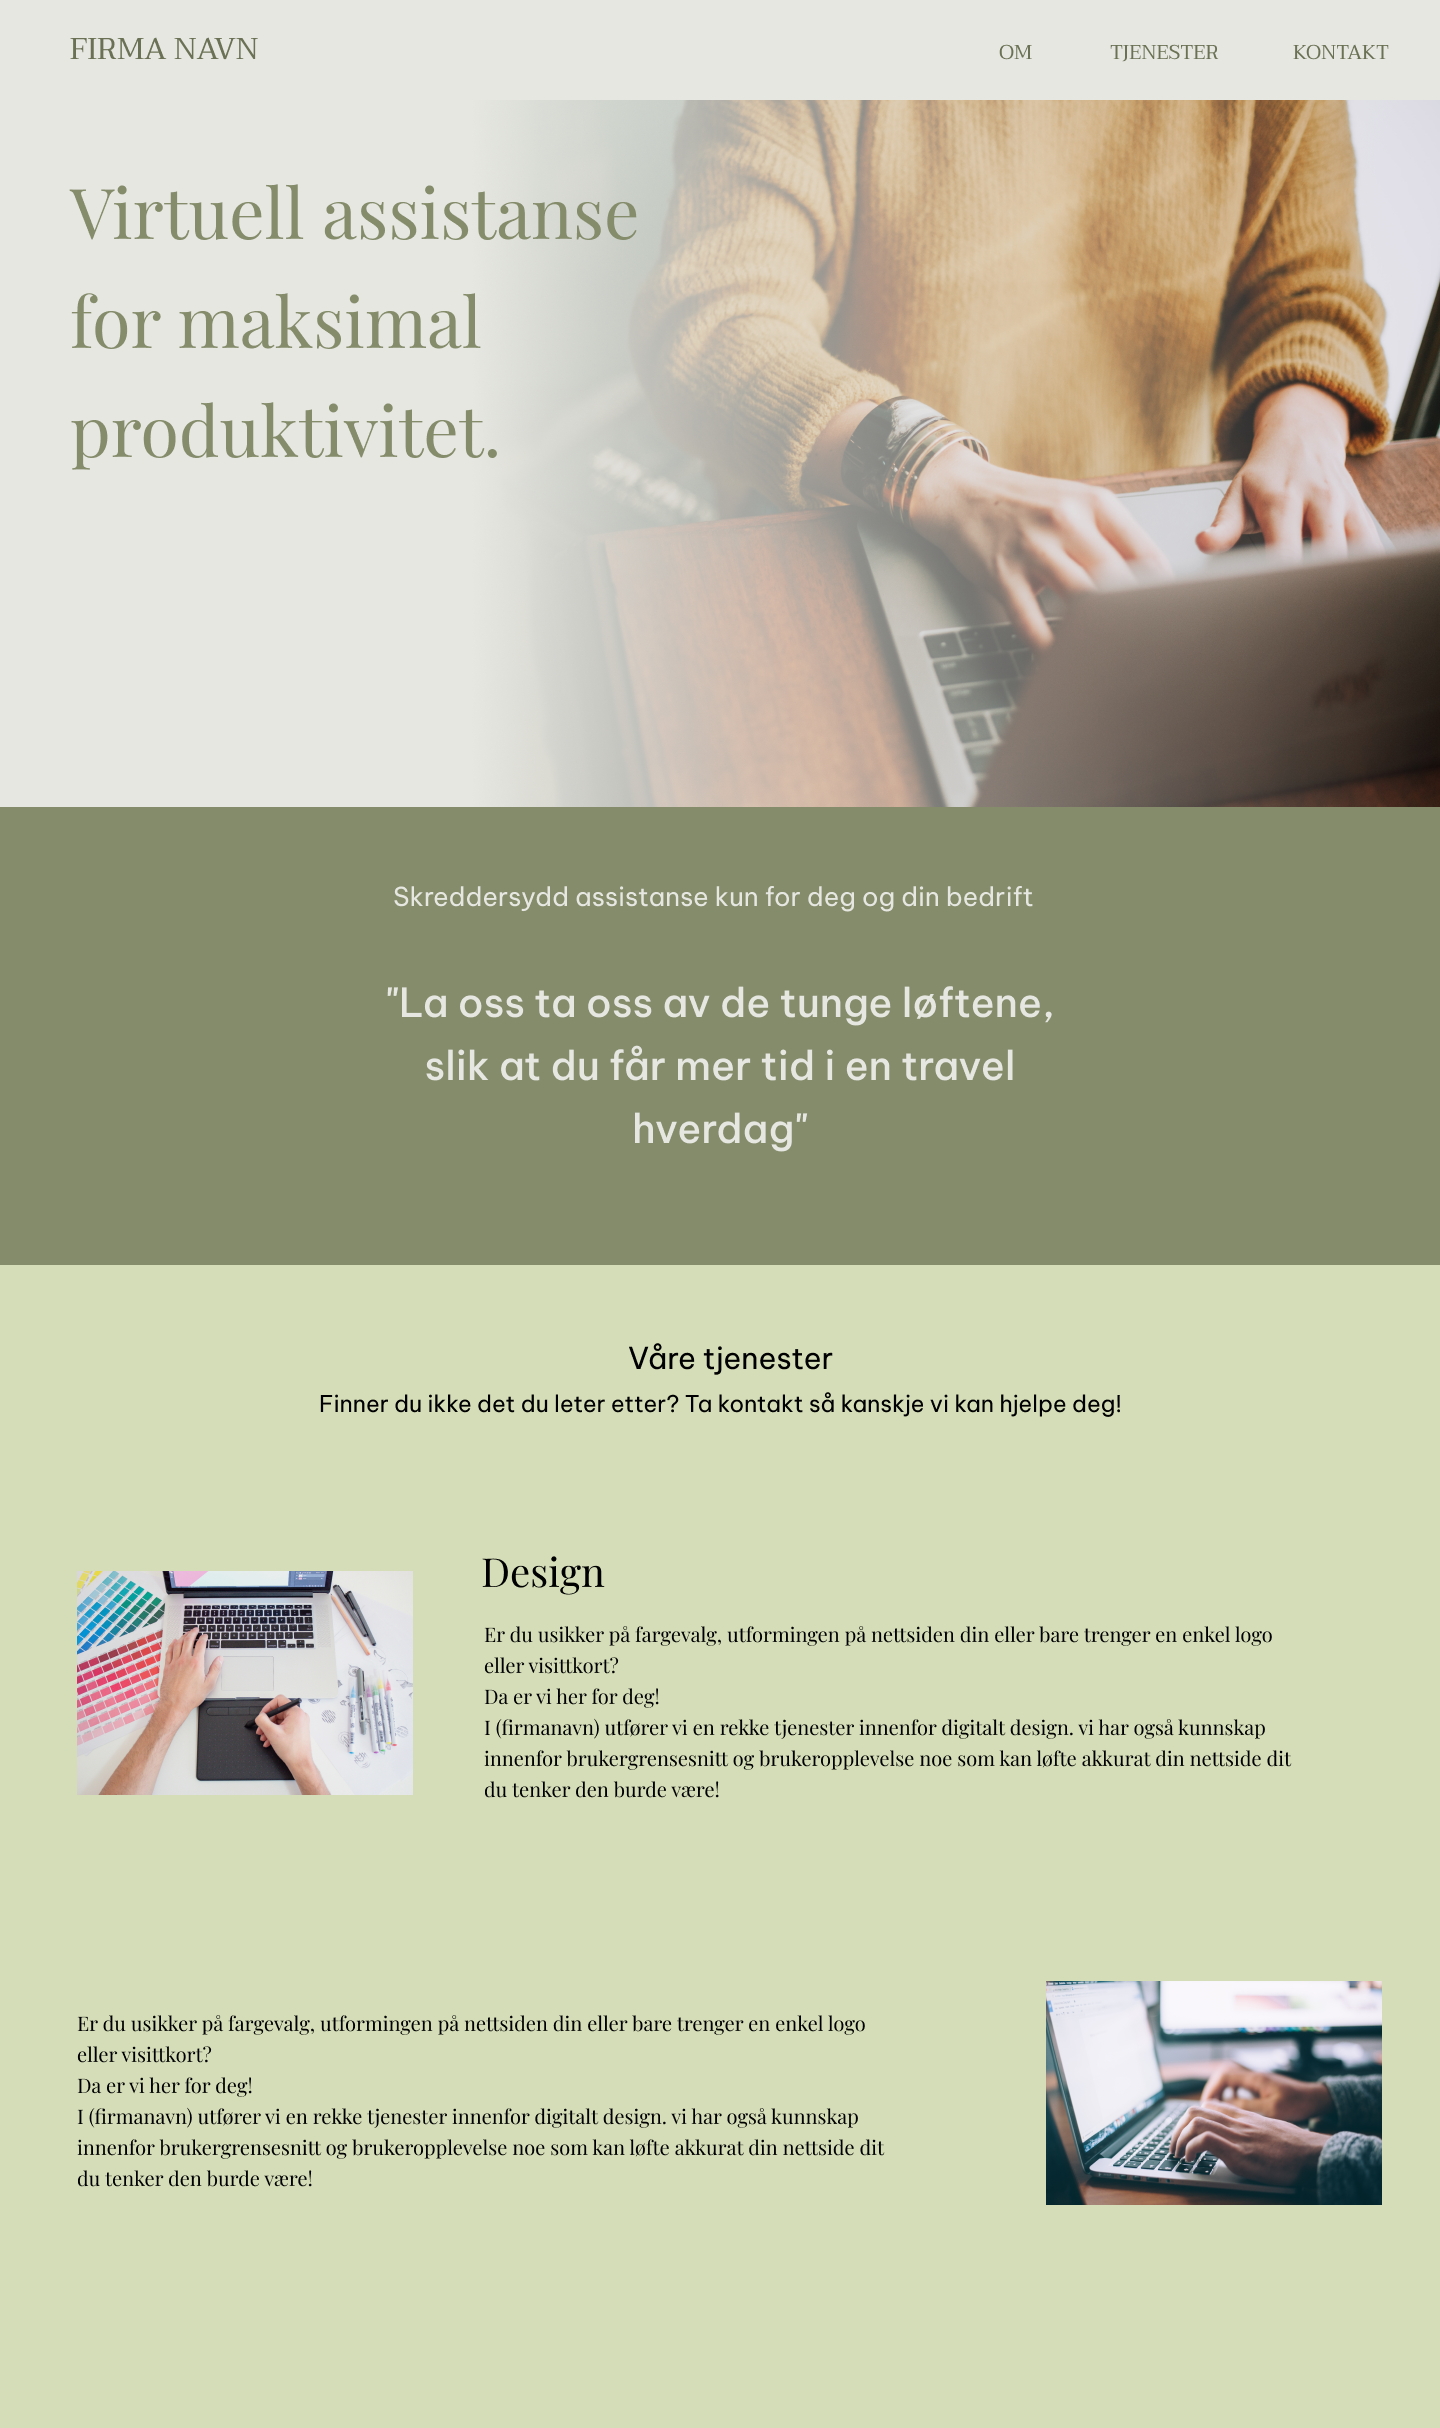 FIRMA NAVN
OM TJENESTER KONTAKT
Virtuell assistanse
for maksimal
produktivitet.
Skreddersydd assistanse kun for deg og din bedrift
"La oss ta oss av de tunge løftene,
slik at du får mer tid i en travel
hverdag"
Våre tjenester
Finner du ikke det du leter etter? Ta kontakt så kanskje vi kan hjelpe deg!
Design
Er du usikker på fargevalg, utformingen på nettsiden din eller bare trenger en enkel logo
eller visittkort?
Da er vi her for deg!
I (firmanavn) utfører vi en rekke tjenester innenfor digitalt design. vi har også kunnskap
innenfor brukergrensesnitt og brukeropplevelse noe som kan løfte akkurat din nettside dit
du tenker den burde være!
Er du usikker på fargevalg, utformingen på nettsiden din eller bare trenger en enkel logo
eller visittkort?
Da er vi her for deg!
I (firmanavn) utfører vi en rekke tjenester innenfor digitalt design. vi har også kunnskap
innenfor brukergrensesnitt og brukeropplevelse noe som kan løfte akkurat din nettside dit
du tenker den burde være!